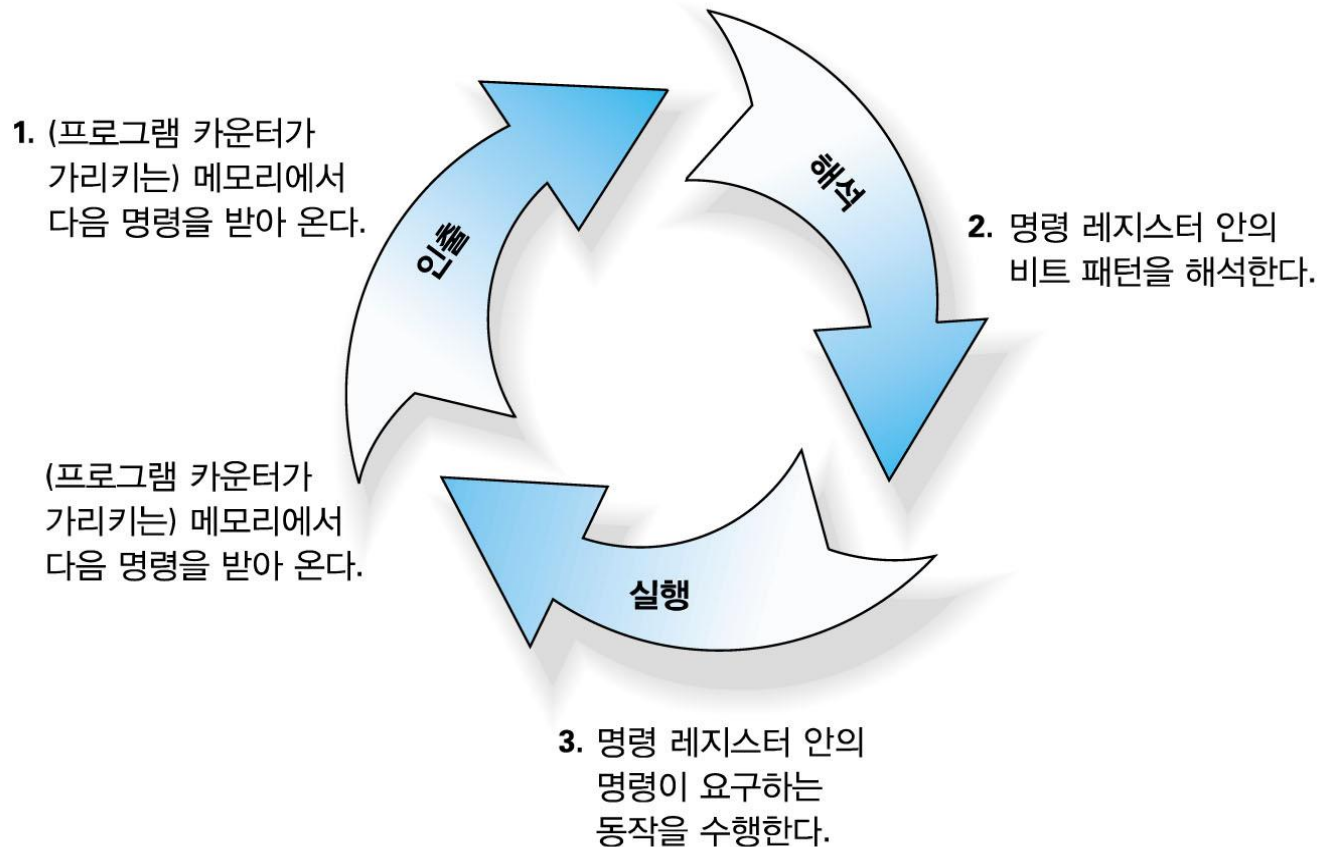 1. (프로그램 카운터가
가리키는) 메모리에서
다음 명령을 받아 온다.
인출
해석
2. 명령 레지스터 안의
비트 패턴을 해석한다.
(프로그램 카운터가
가리키는) 메모리에서
다음 명령을 받아 온다.
실행
3. 명령 레지스터 안의
명령이 요구하는
동작을 수행한다.